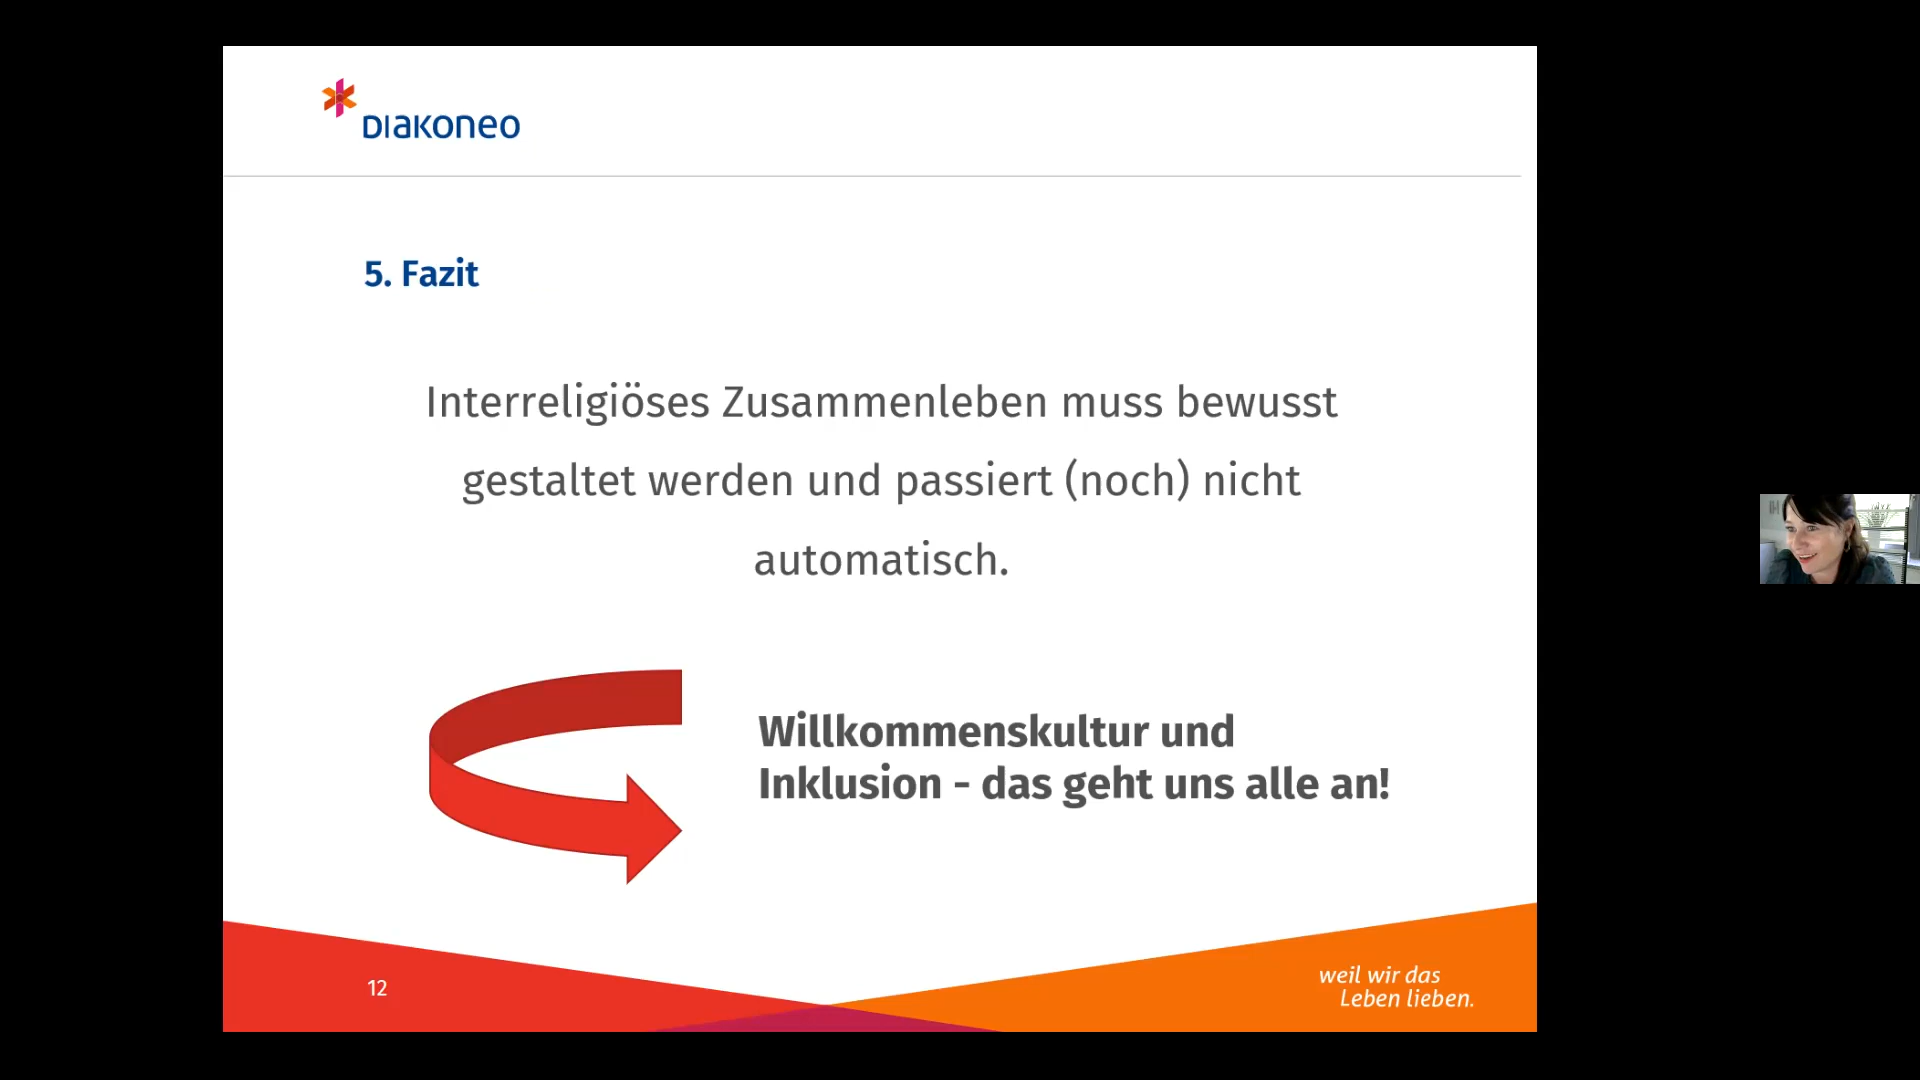 DIAKONEO
5. Fazit
Interreligiöses Zusammenleben muss bewusst
gestaltet werden und passiert (noch) nicht
automatisch.
Willkommenskultur und
Inklusion - das geht uns alle an!
12
weil wir das
Leben lieben.